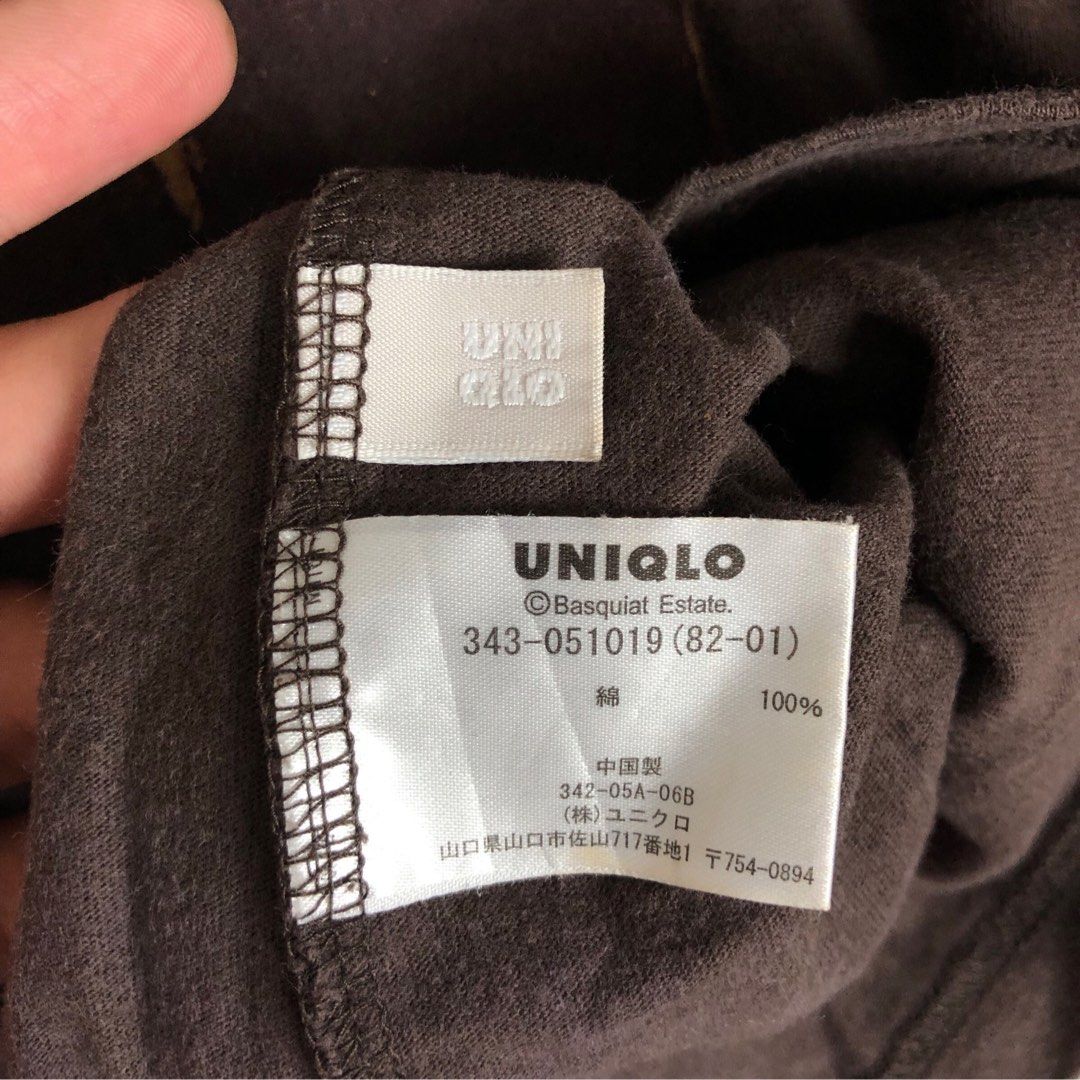 UNI
QLO
UNIQLO
©Basquiat Estate.
343-051019(82-01)
綿 100%
中国製
342-05A-06B
(株)ユニクロ
山口県山口市佐山717番地1 〒754-0894